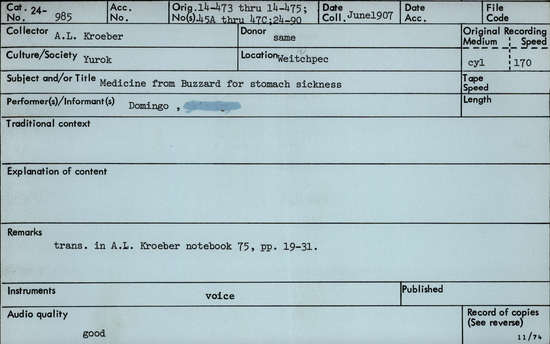 Cat. 24- Acc. Orig. 14-473 thru 14-475; Date Date File
No. 985 No. No(s). 45A thru 47C; 24-90 Coll. June1907 Acc. Code
Collector A.L. Kroeber Donor same Original Recording
Medium Speed
Culture/Society Yurok Location Weitchpec cyl 170
Subject and/or Title Medicine from Buzzard for stomach sickness Tape
Speed
Performer(s)/Informant(s) Domingo , Length
Traditional context
Explanation of content
Remarks
trans. in A.L. Kroeber notebook 75, pp. 19-31.
Instruments voice Published
Audio quality Record of copies
(See reverse)
good 11/74